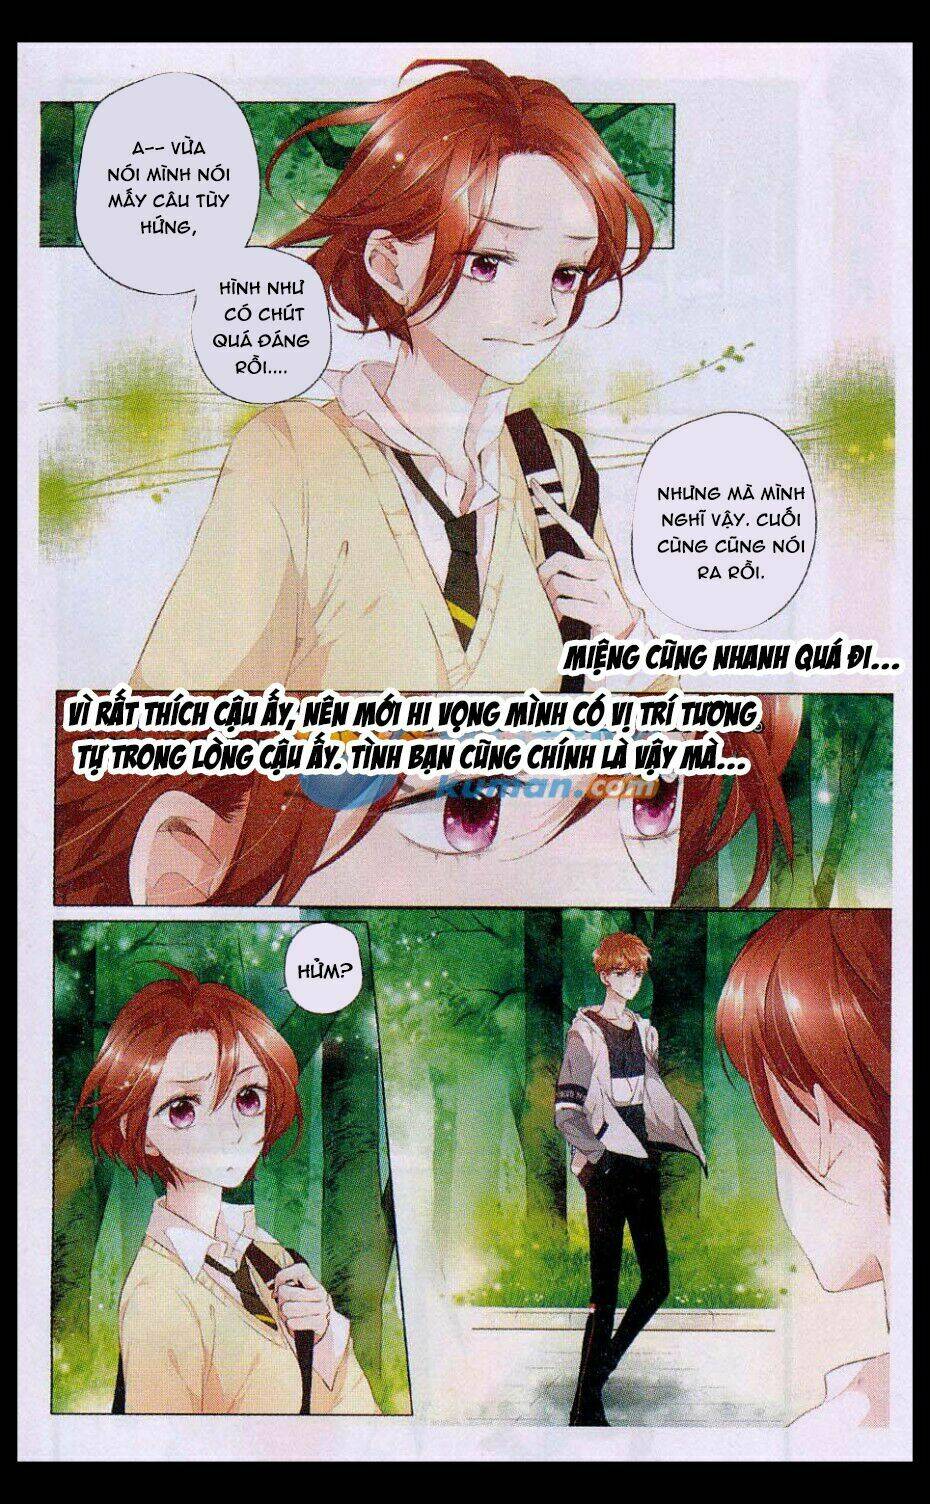 A-- VỪA
NÓI MÌNH NÓI
MẤY CÂU TÙY
HỨNG,
HÌNH NHƯ
CÓ CHÚT
QUÁ ĐÁNG
RỒI....
NHƯNG MÀ MÌNH
NGHĨ VẬY. CUỐI
CÙNG CŨNG NÓI
RA RỒI.
MIỆNG CŨNG NHANH QUÁ ĐI...
VÌ RẤT THÍCH CẬU ẤY, NÊN MỚI HI VỌNG MÌNH CÓ VỊ TRÍ TƯƠNG
TỰ TRONG LÒNG CẬU ẤY. TÌNH BẠN CŨNG CHÍNH LÀ VẬY MÀ...
kuman.com
HỬM?